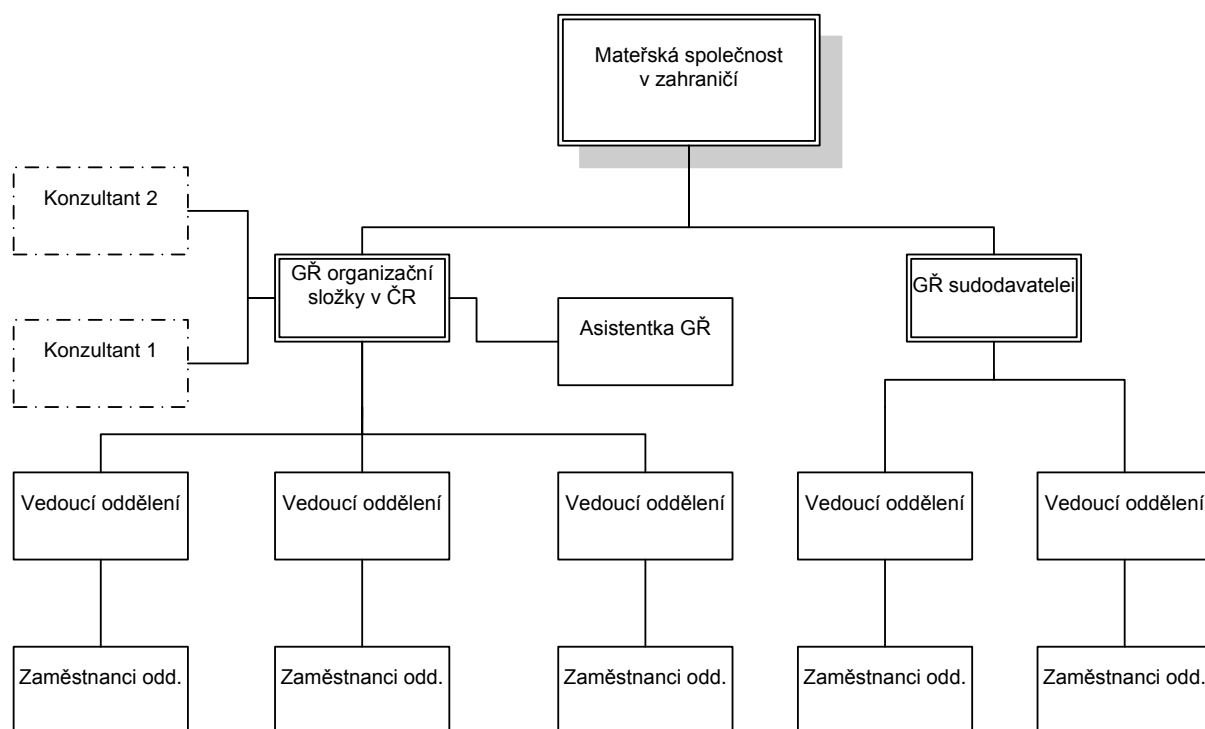 Mateřská společnost
v zahraničí
Konzultant 2
GŘ organizační
složky v ČR
GŘ sudodavatelei
Asistentka GŘ
Konzultant 1
Vedoucí oddělení
Vedoucí oddělení
Vedoucí oddělení
Vedoucí oddělení
Vedoucí oddělení
Zaměstnanci odd.
Zaměstnanci odd.
Zaměstnanci odd.
Zaměstnanci odd.
Zaměstnanci odd.